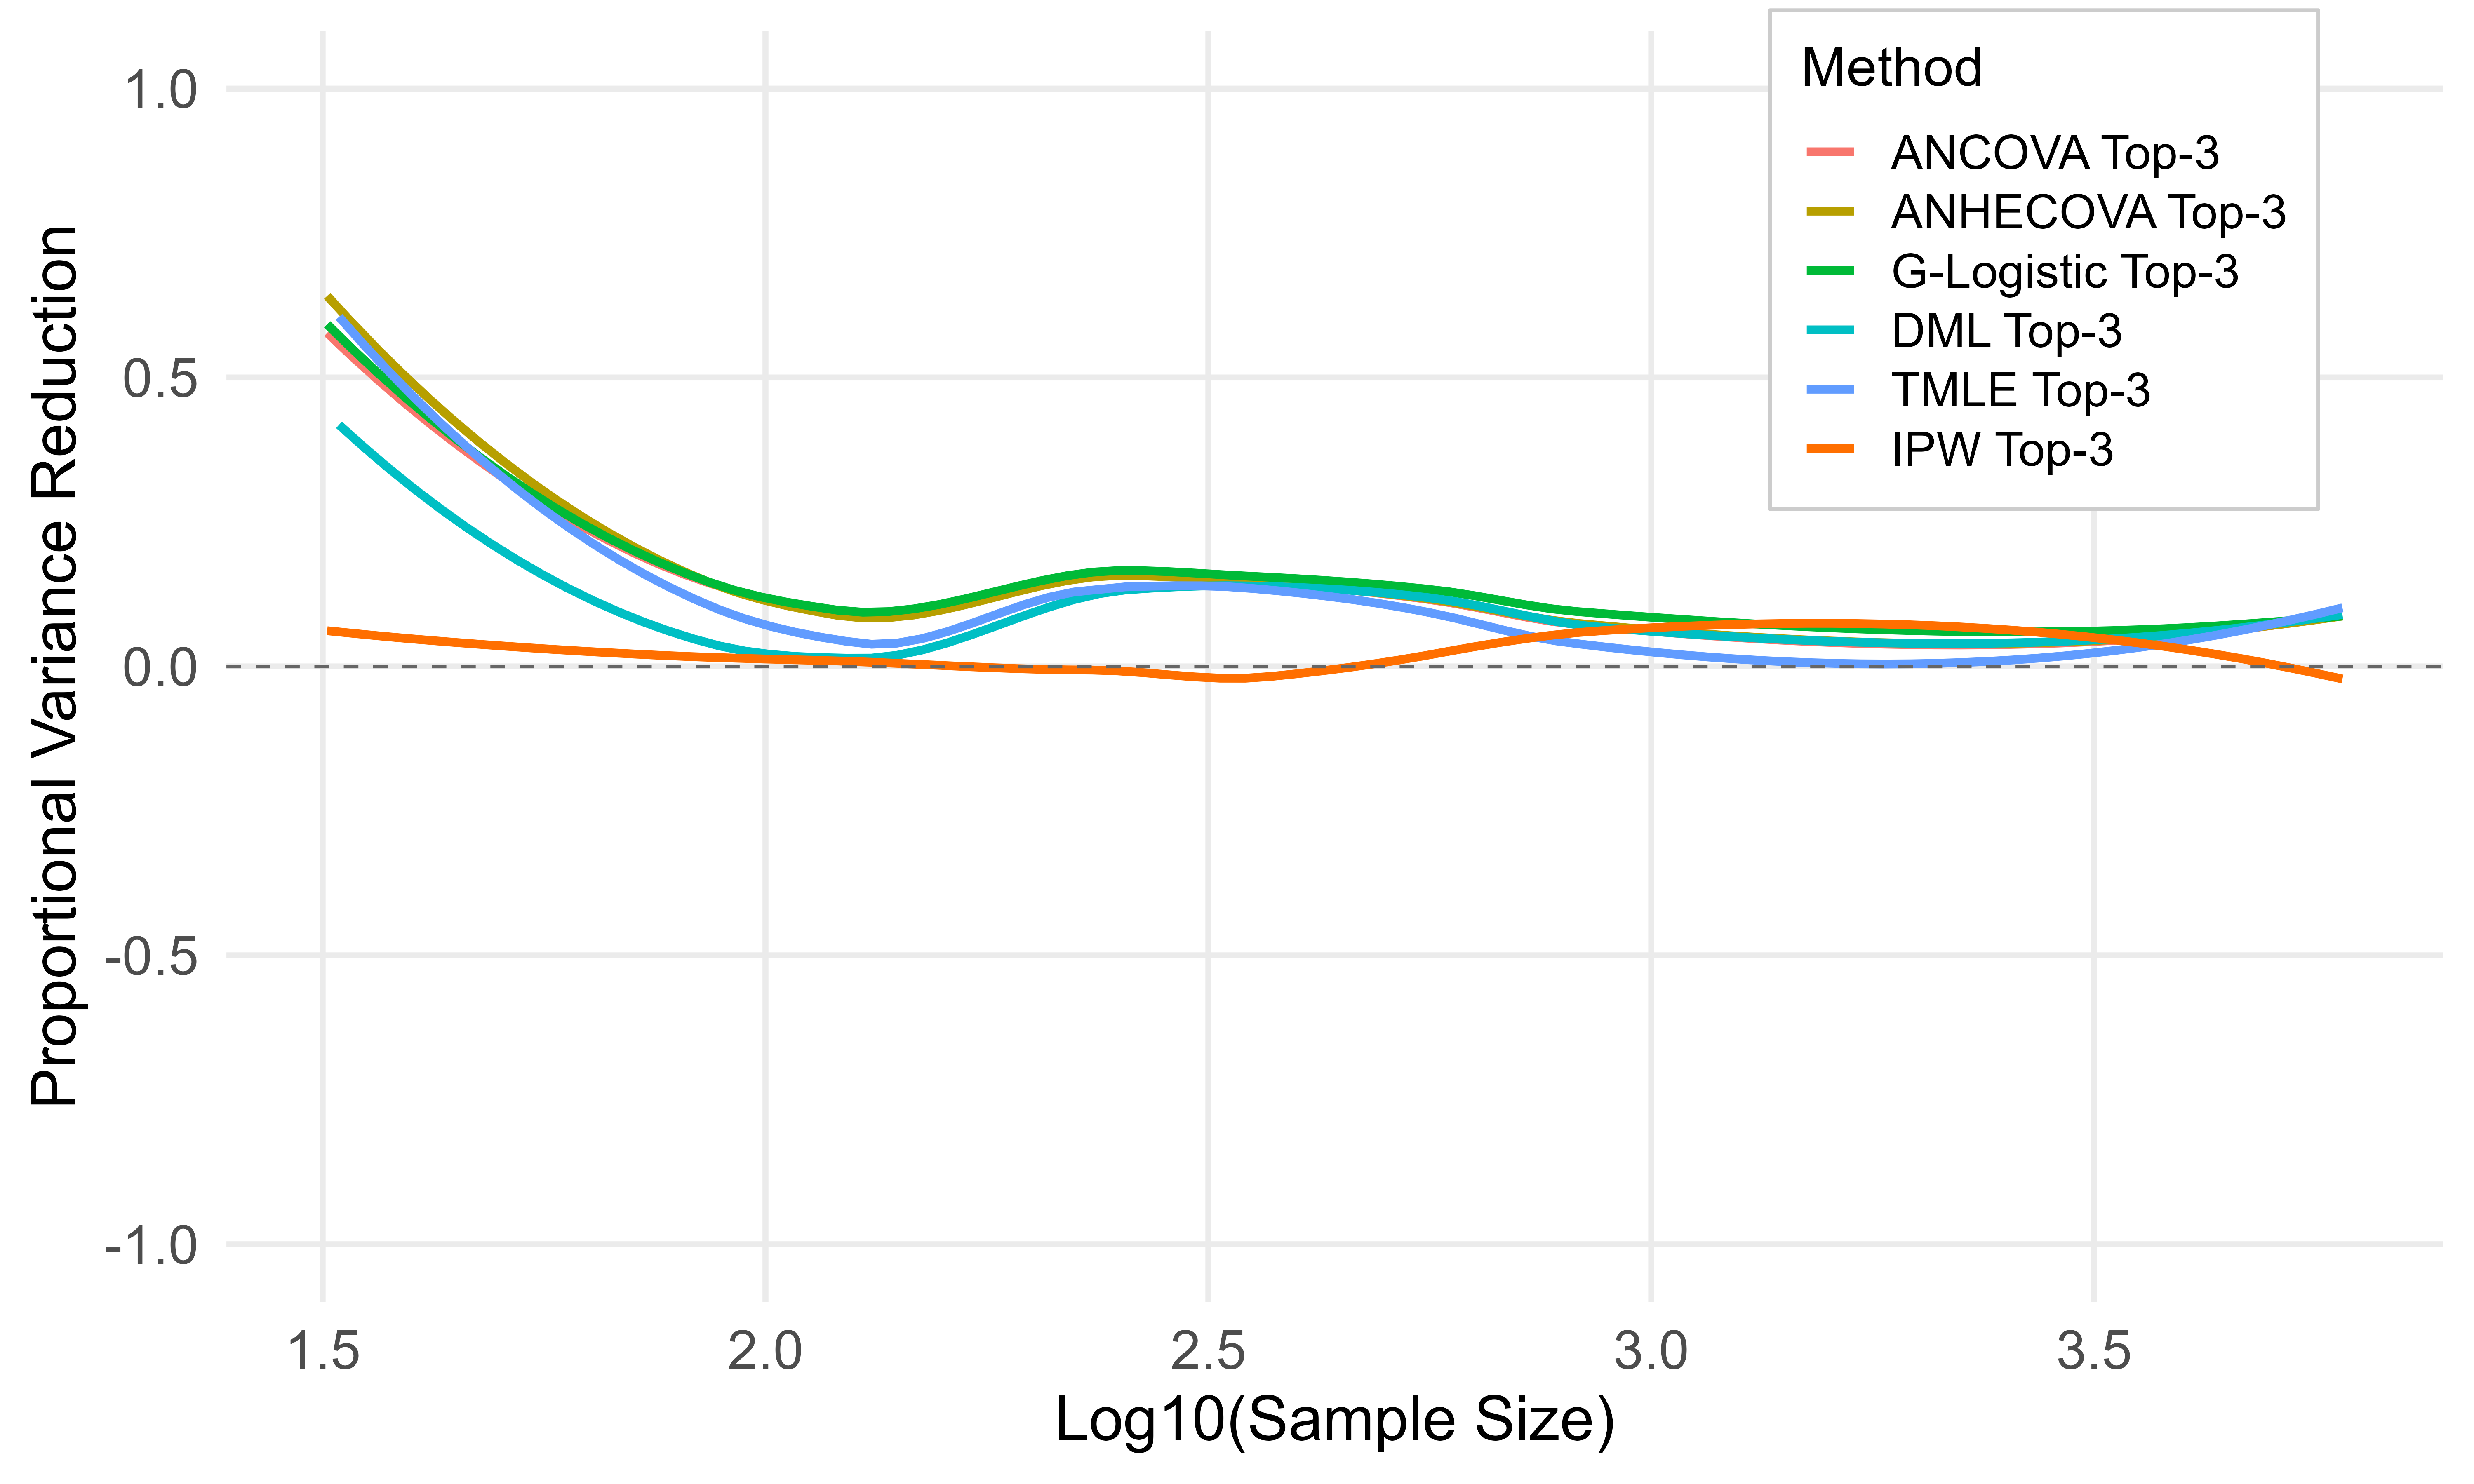 Proportional Variance Reduction
1.0
0.5
0.0
-0.5
-1.0
1.5
2.0
2.5
3.0
3.5
Log10(Sample Size)
Method
ANCOVA Top-3
ANHECOVA Top-3
G-Logistic Top-3
DML Top-3
TMLE Top-3
IPW Top-3